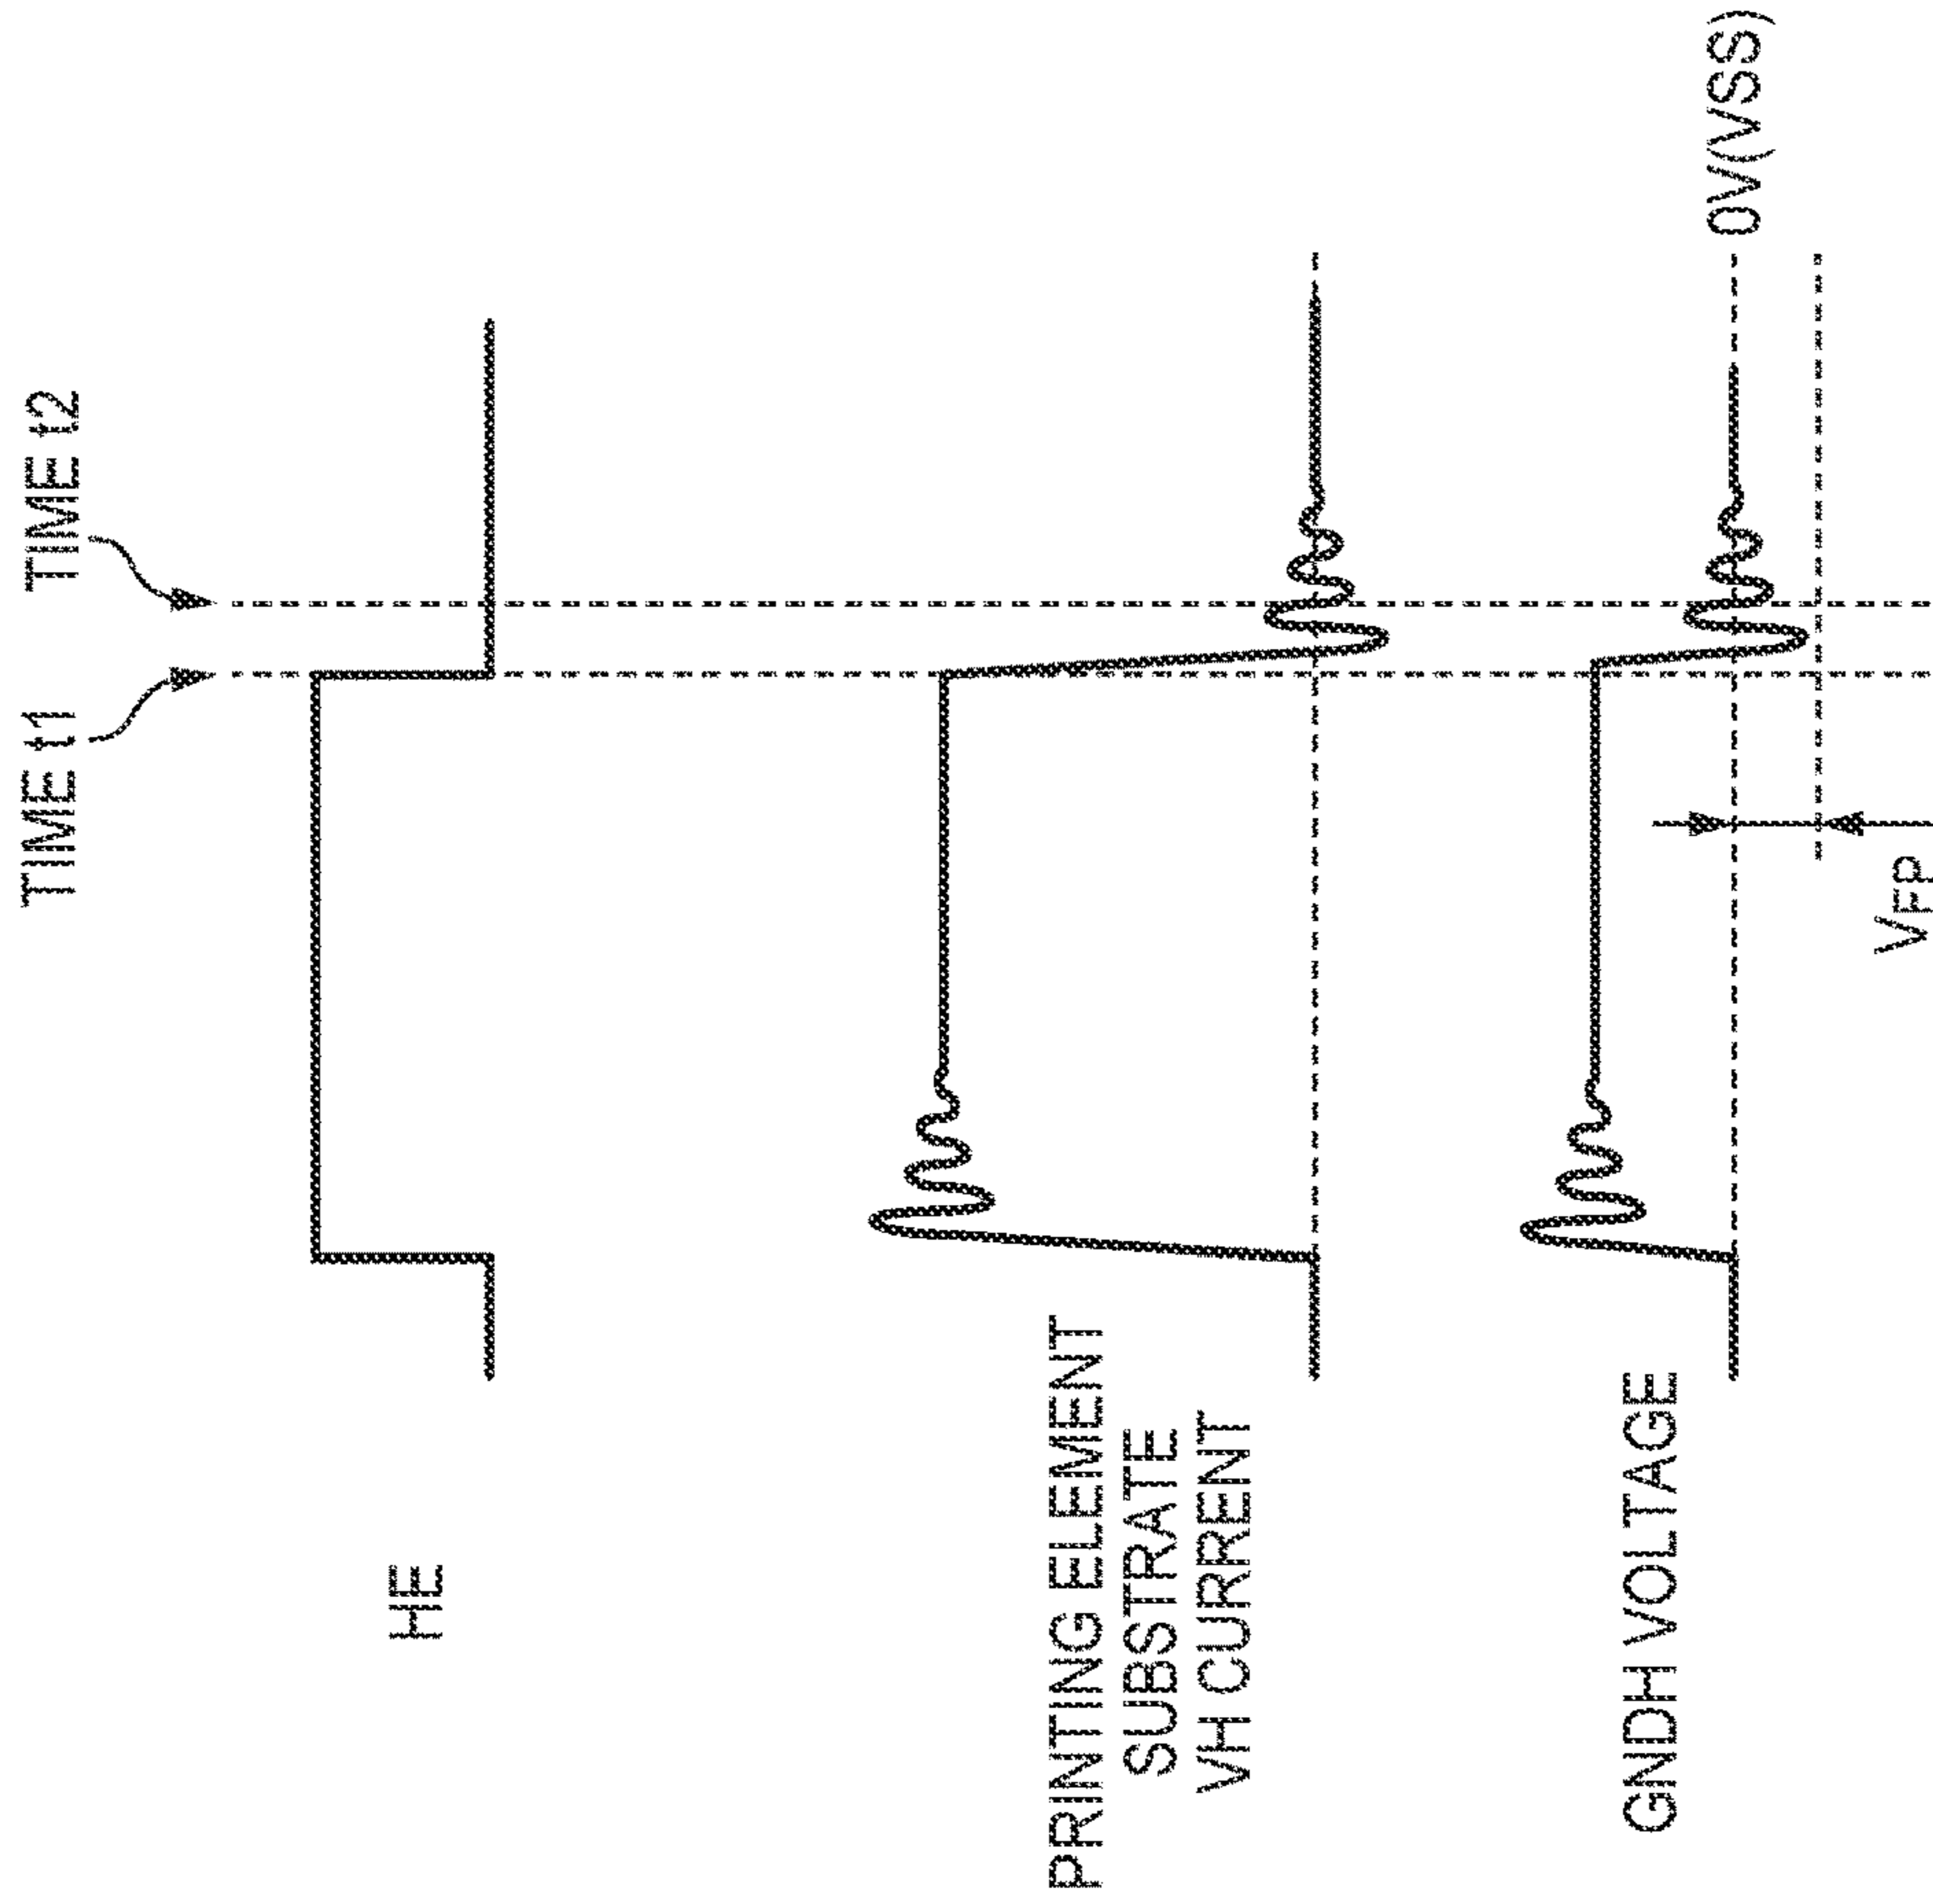 TIME t1
TIME t2
HE
PRINTING ELEMENT
SUBSTRATE
VH CURRENT
GNDH VOLTAGE
0V(VSS)
VFP